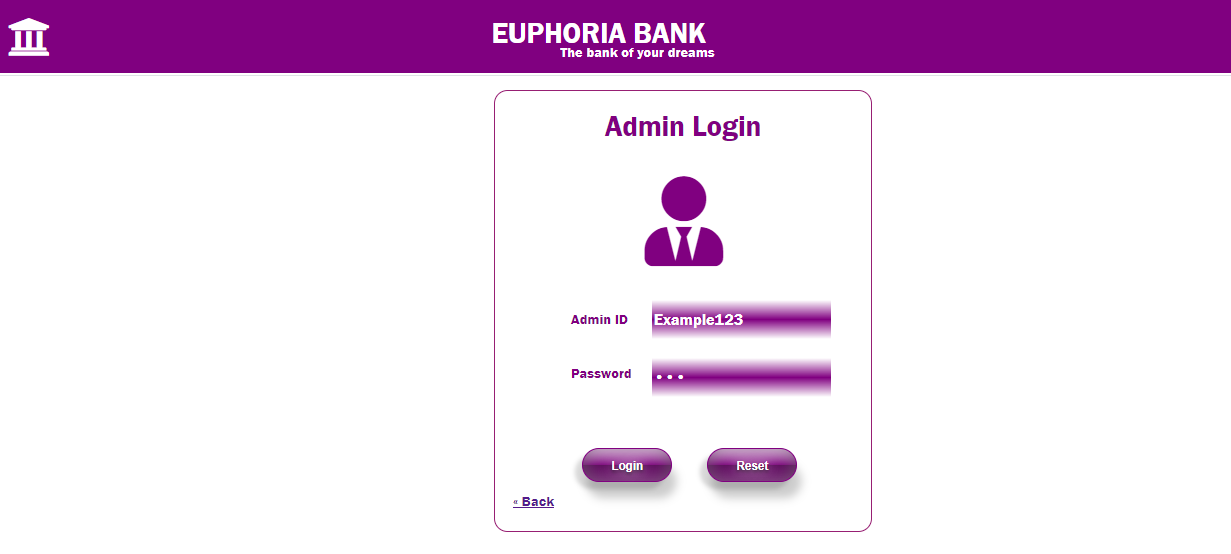 EUPHORIA BANK
The bank of your dreams
Admin Login
Admin ID Example123
Password •••
Login Reset
« Back